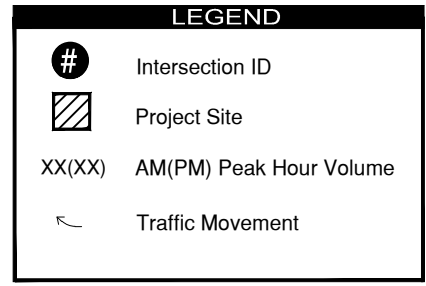 LEGEND
# Intersection ID
Project Site
XX(XX) AM(PM) Peak Hour Volume
Traffic Movement